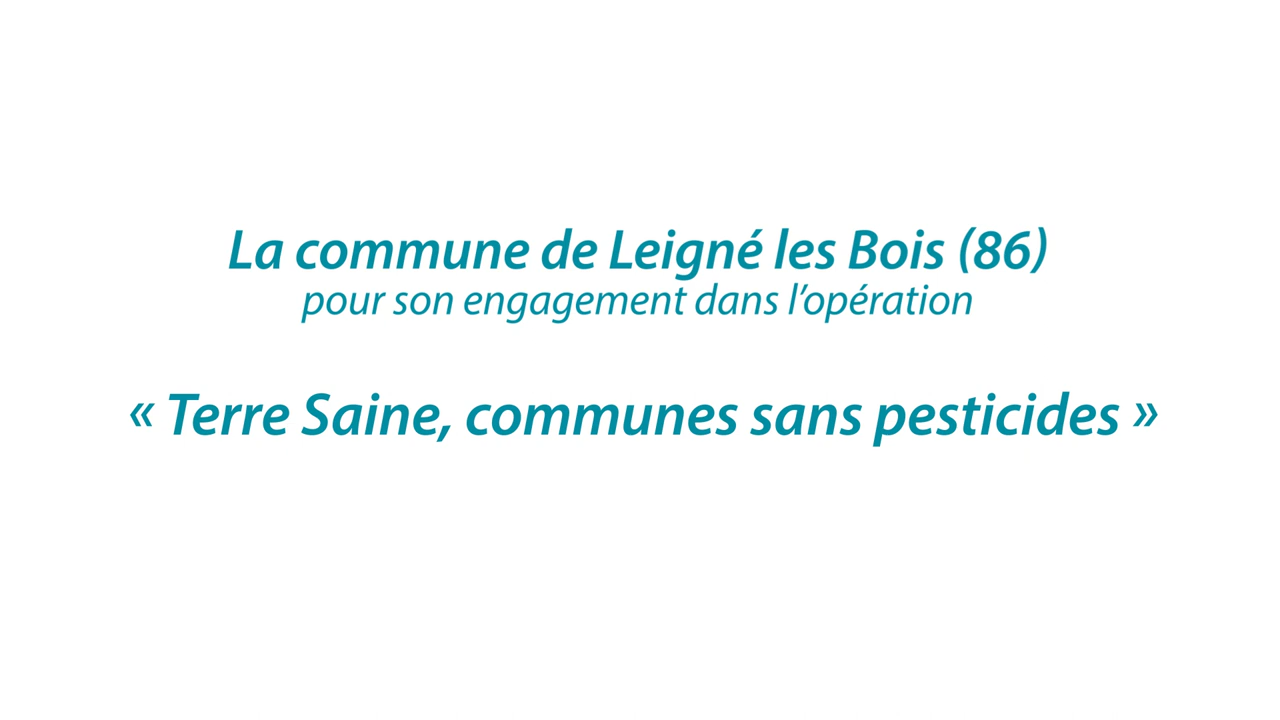 La commune de Leigné les Bois (86)
pour son engagement dans l’opération
« Terre Saine, communes sans pesticides »